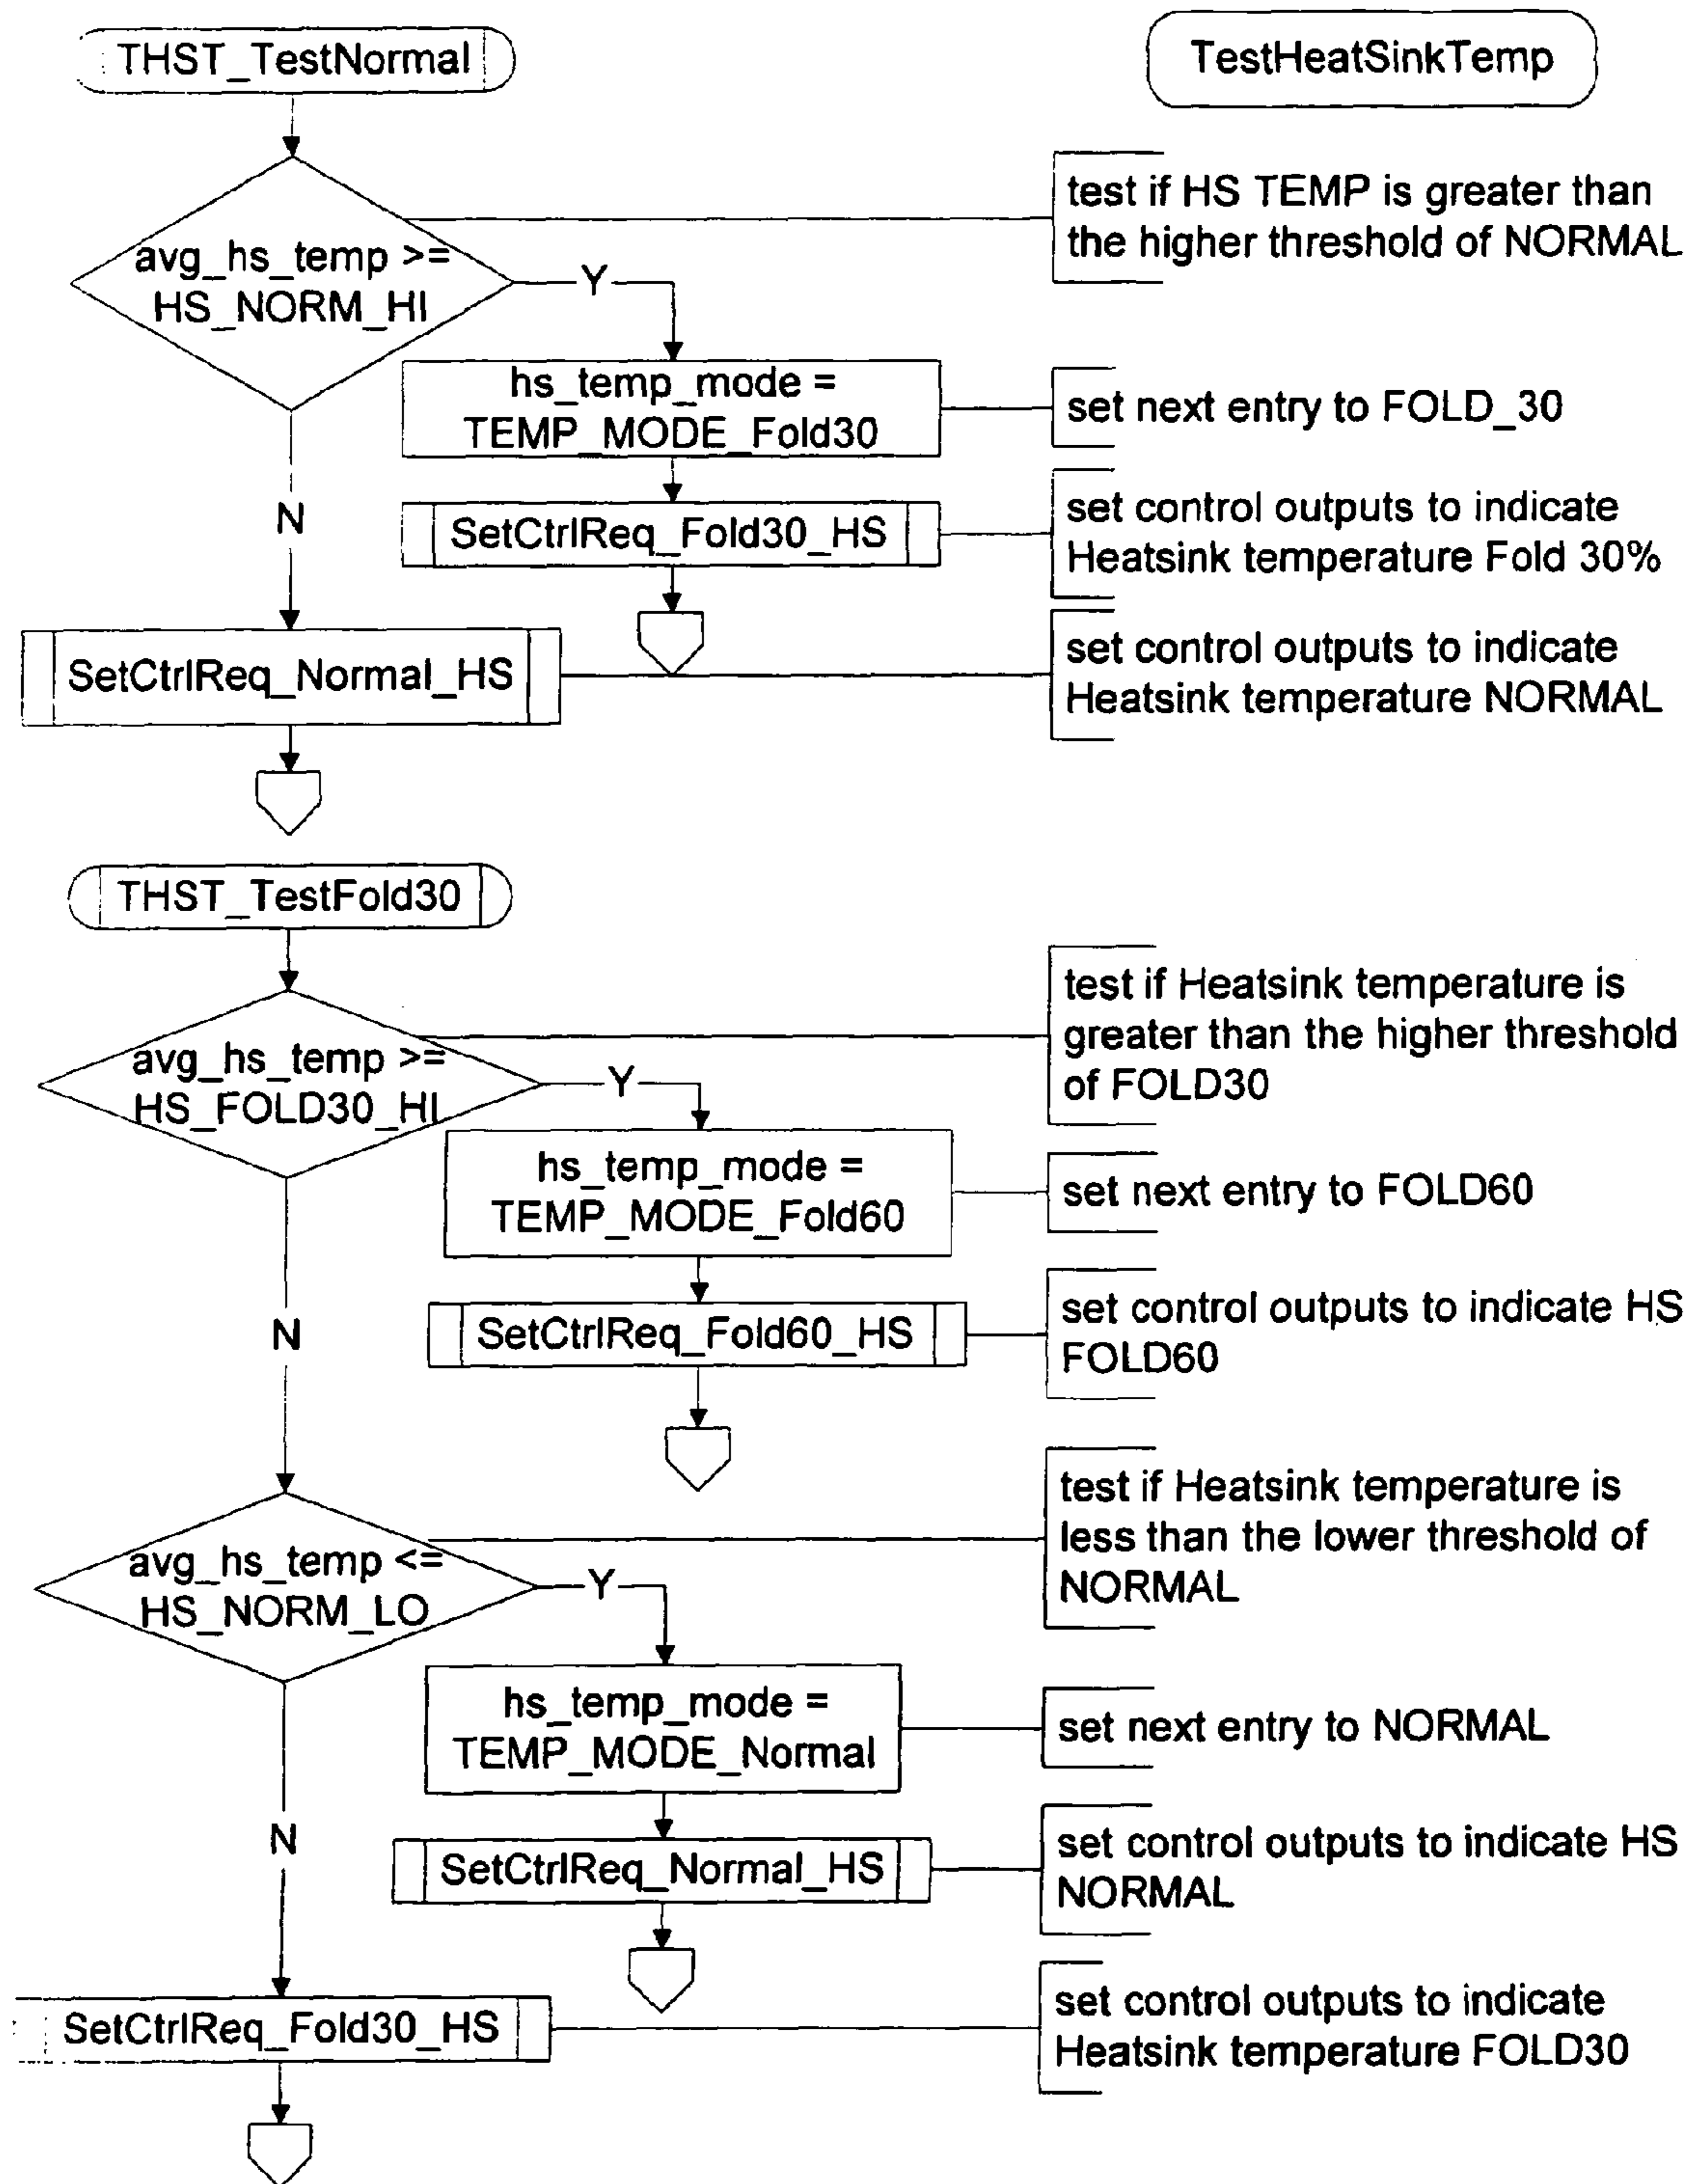 THST_TestNormal
TestHeatSinkTemp
test if HS TEMP is greater than
the higher threshold of NORMAL
avg_hs_temp >=
HS_NORM_HI
Y
hs_temp_mode =
TEMP_MODE_Fold30
set next entry to FOLD_30
N
SetCtrlReq_Fold30_HS
set control outputs to indicate
Heatsink temperature Fold 30%
SetCtrlReq_Normal_HS
set control outputs to indicate
Heatsink temperature NORMAL
THST_TestFold30
test if Heatsink temperature is
greater than the higher threshold
of FOLD30
avg_hs_temp >=
HS_FOLD30_HI
Y
hs_temp_mode =
TEMP_MODE_Fold60
set next entry to FOLD60
N
SetCtrlReq_Fold60_HS
set control outputs to indicate HS
FOLD60
test if Heatsink temperature is
less than the lower threshold of
NORMAL
avg_hs_temp <=
HS_NORM_LO
Y
hs_temp_mode =
TEMP_MODE_Normal
set next entry to NORMAL
N
SetCtrlReq_Normal_HS
set control outputs to indicate HS
NORMAL
SetCtrlReq_Fold30_HS
set control outputs to indicate
Heatsink temperature FOLD30